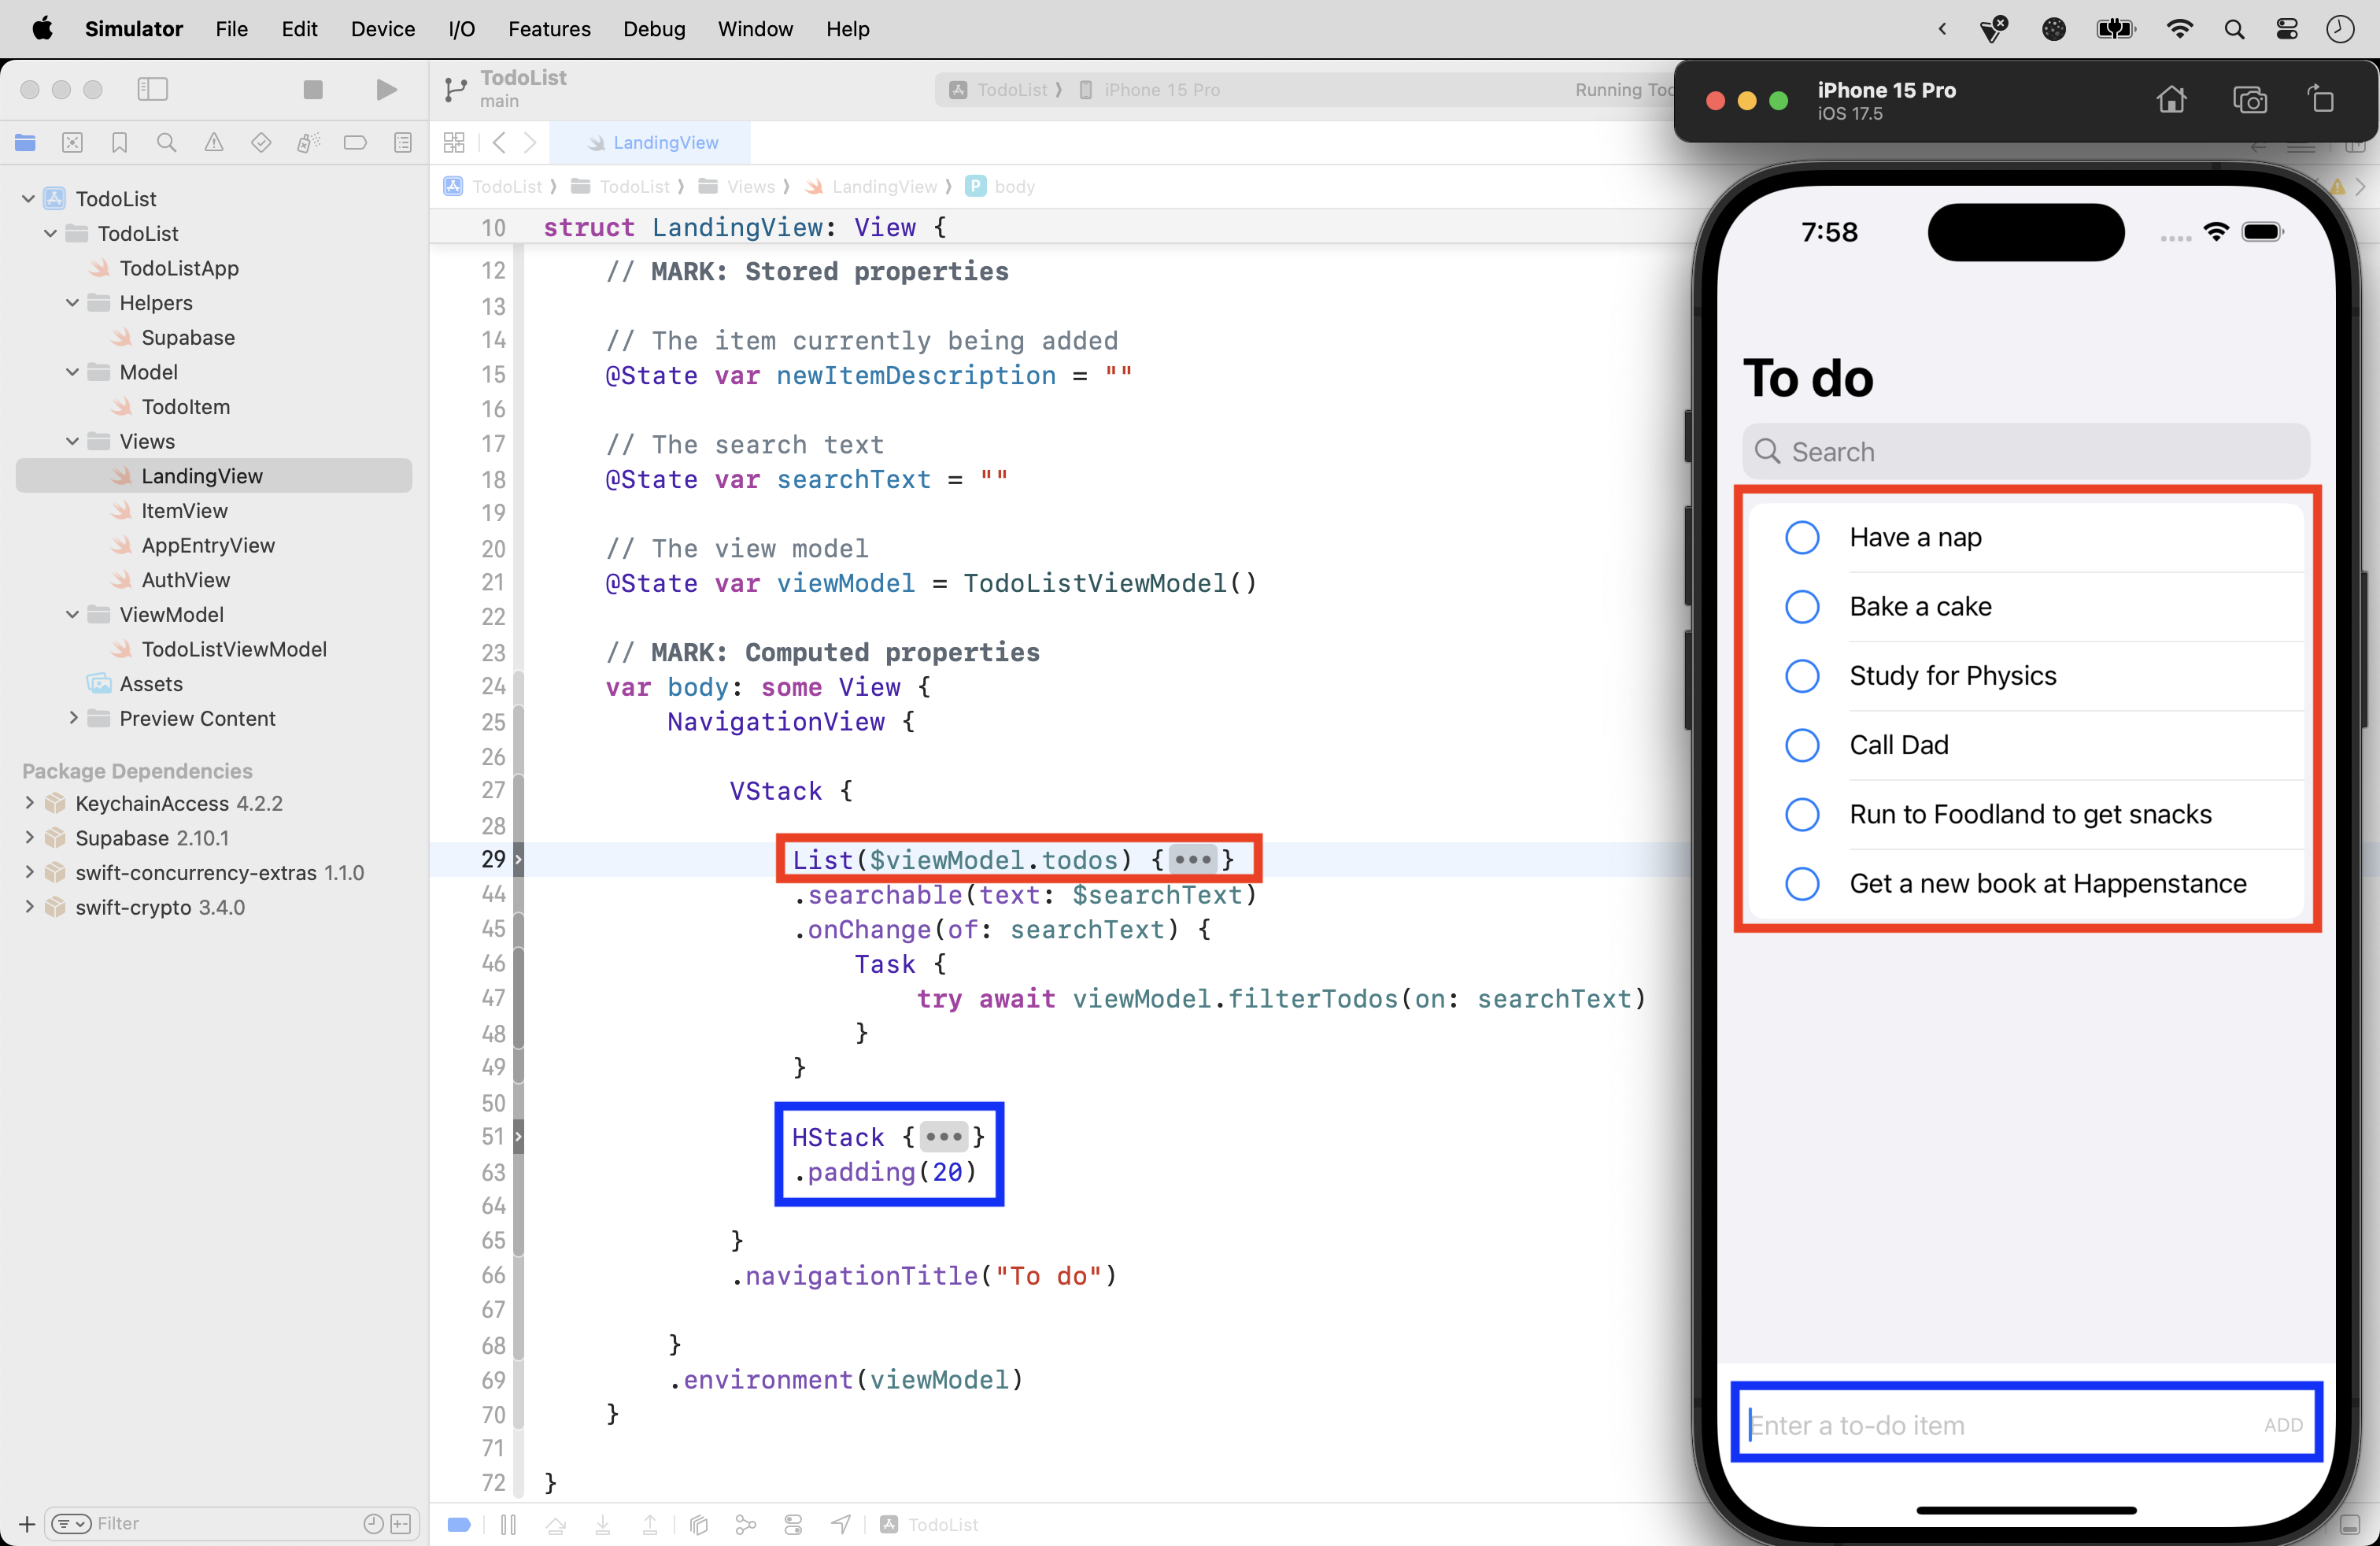 Simulator File Edit Device I/O Features Debug Window Help
TodoList
main
TodoList iPhone 15 Pro
Running
iPhone 15 Pro
iOS 17.5
LandingView
TodoList TodoList Views LandingView P body
TodoList
TodoList
TodoListApp
Helpers
Supabase
Model
TodoItem
Views
LandingView
ItemView
AppEntryView
AuthView
ViewModel
TodoListViewModel
Assets
Preview Content
Package Dependencies
KeychainAccess 4.2.2
Supabase 2.10.1
swift-concurrency-extras 1.1.0
swift-crypto 3.4.0
Filter
10 struct LandingView: View {
12 // MARK: Stored properties
13
14 // The item currently being added
15 @State var newItemDescription = ""
16
17 // The search text
18 @State var searchText = ""
19
20 // The view model
21 @State var viewModel = TodoListViewModel()
22
23 // MARK: Computed properties
24 var body: some View {
25 NavigationView {
26
27 VStack {
28
29 List($viewModel.todos) {•••}
44 .searchable(text: $searchText)
45 .onChange(of: searchText) {
46 Task {
47 try await viewModel.filterTodos(on: searchText)
48 }
49 }
50
51 HStack {•••}
63 .padding(20)
64
65 }
66 .navigationTitle("To do")
67
68 }
69 .environment(viewModel)
70 }
71
72 }
TodoList
7:58
To do
Search
Have a nap
Bake a cake
Study for Physics
Call Dad
Run to Foodland to get snacks
Get a new book at Happenstance
Enter a to-do item ADD